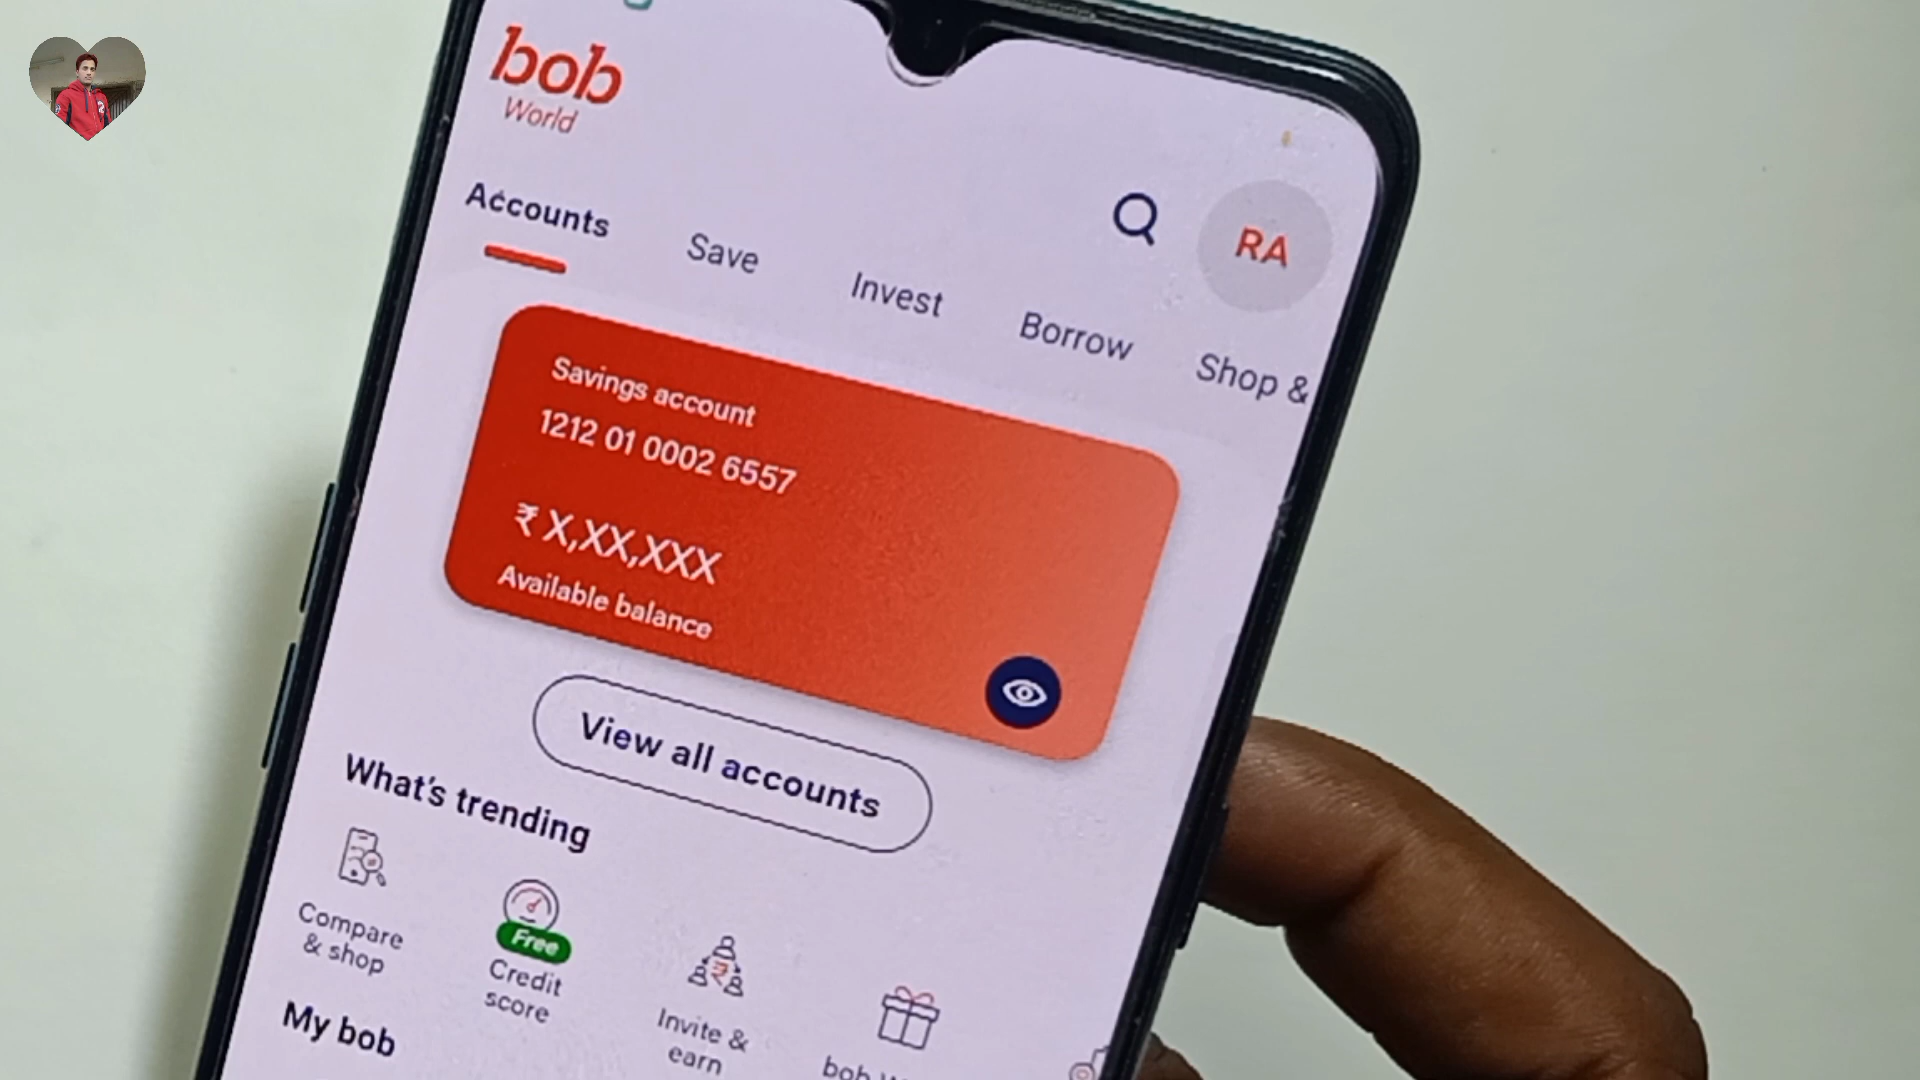 bob
World
RA
Accounts
Save
Invest
Borrow
Shop &
Savings account
1212 01 0002 6557
₹ X,XX,XXX
Available balance
View all accounts
What's trending
Compare
& shop
Free
Credit
score
Invite &
earn
bob
My bob